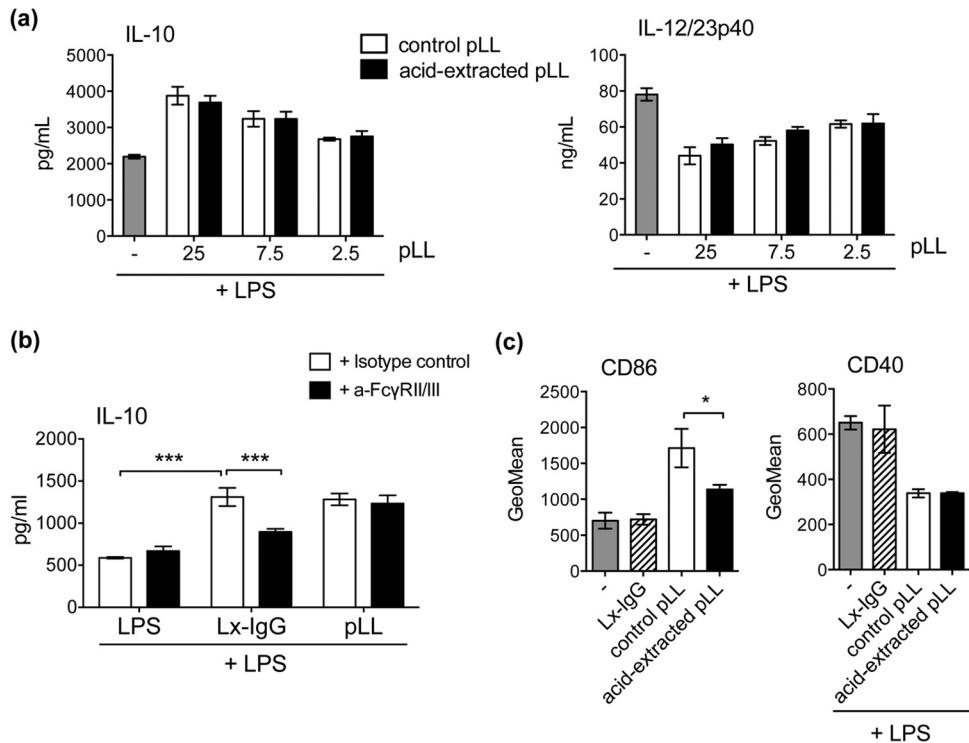 (a)
IL-10
control pLL
acid-extracted pLL
IL-12/23p40
5000
4000
3000
2000
1000
0
pg/mL
- 25 7.5 2.5 pLL
+ LPS
100
80
60
40
20
0
ng/mL
- 25 7.5 2.5 pLL
+ LPS
(b)
+ Isotype control
+ a-FcγRII/III
IL-10
1500
1000
500
0
pg/ml
*** ***
LPS Lx-IgG pLL
+ LPS
(c)
CD86
2500
2000
1500
1000
500
0
GeoMean
*
- Lx-IgG control pLL acid-extracted pLL
CD40
800
600
400
200
0
GeoMean
- Lx-IgG control pLL acid-extracted pLL
+ LPS